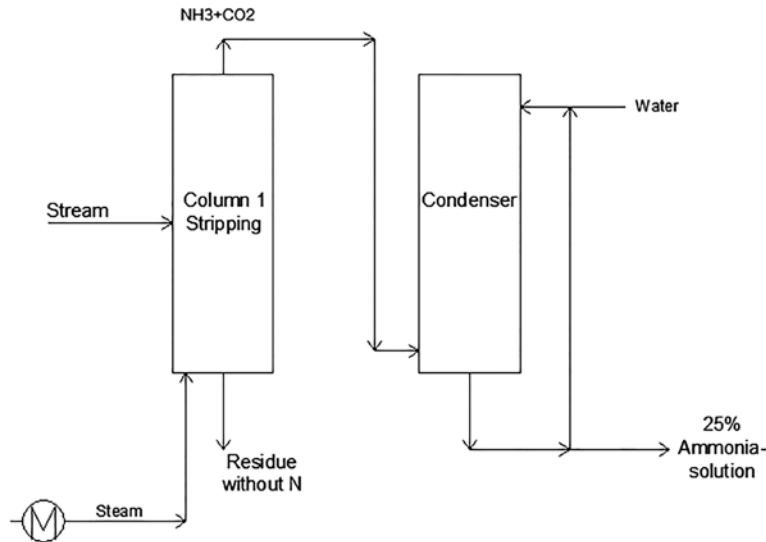 NH3+CO2
Water
Column 1
Stripping
Condenser
Stream
25%
Ammonia-
solution
Residue
without N
Steam
M